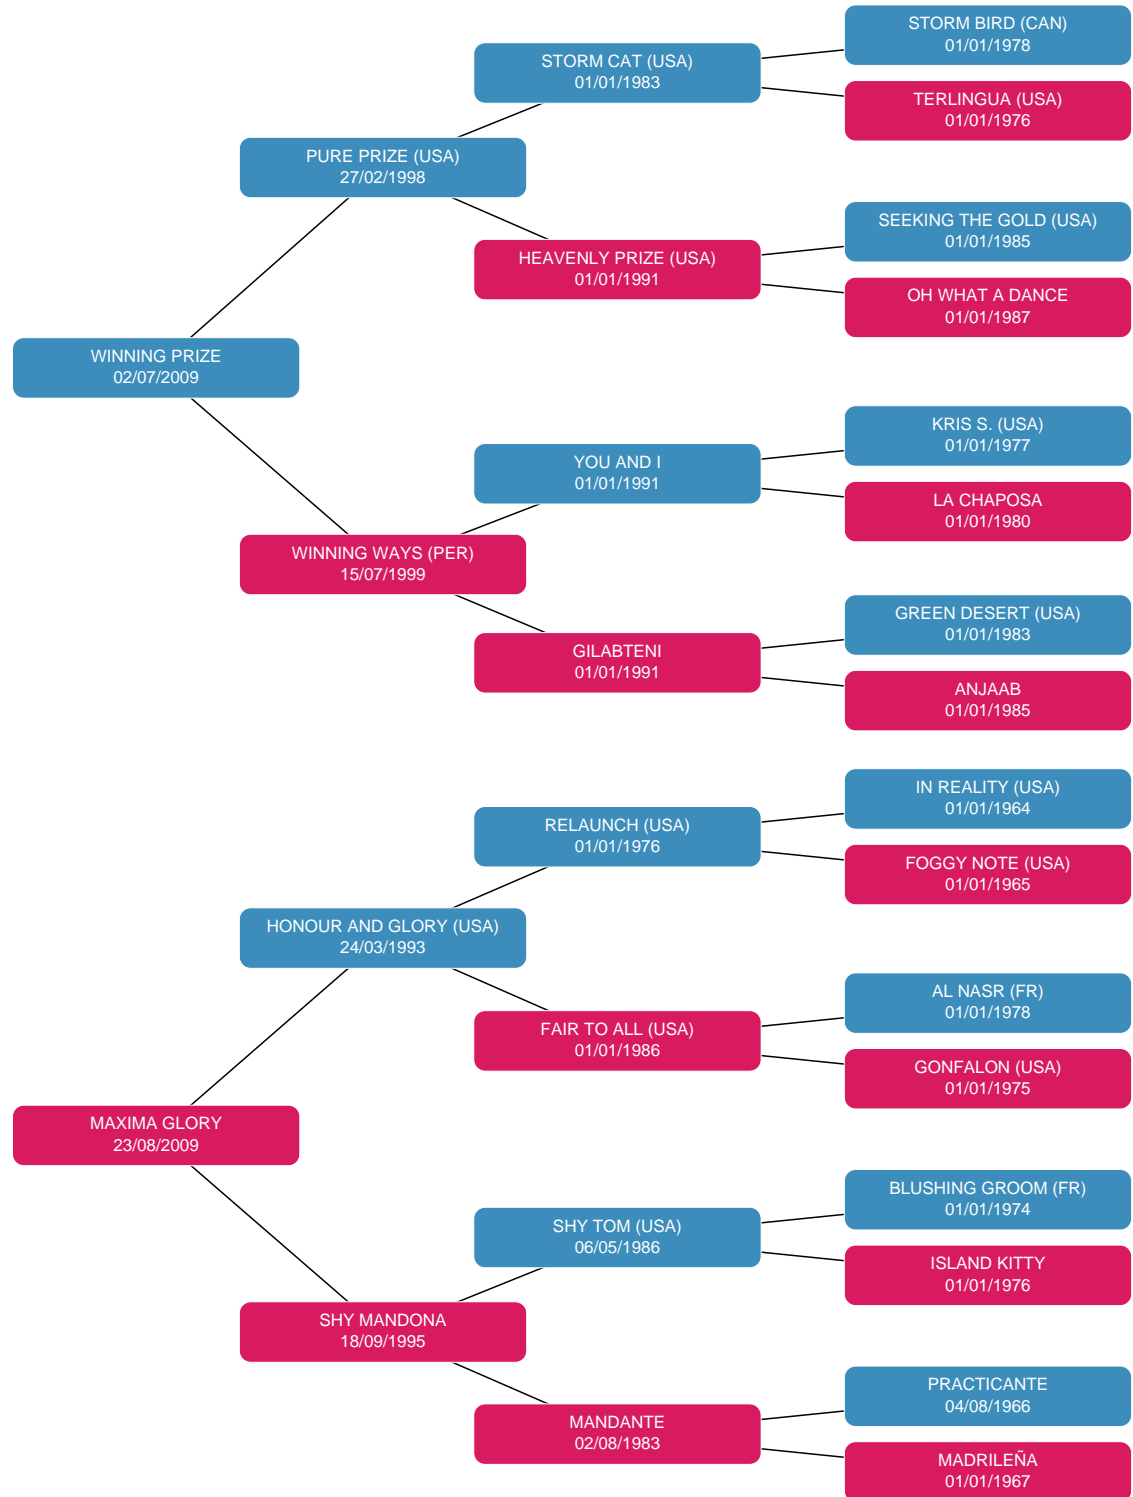 STORM BIRD (CAN)
01/01/1978
STORM CAT (USA)
01/01/1983
TERLINGUA (USA)
01/01/1976
PURE PRIZE (USA)
27/02/1998
SEEKING THE GOLD (USA)
01/01/1985
HEAVENLY PRIZE (USA)
01/01/1991
OH WHAT A DANCE
01/01/1987
WINNING PRIZE
02/07/2009
KRIS S. (USA)
01/01/1977
YOU AND I
01/01/1991
LA CHAPOSA
01/01/1980
WINNING WAYS (PER)
15/07/1999
GREEN DESERT (USA)
01/01/1983
GILABTENI
01/01/1991
ANJAAB
01/01/1985
IN REALITY (USA)
01/01/1964
RELAUNCH (USA)
01/01/1976
FOGGY NOTE (USA)
01/01/1965
HONOUR AND GLORY (USA)
24/03/1993
AL NASR (FR)
01/01/1978
FAIR TO ALL (USA)
01/01/1986
GONFALON (USA)
01/01/1975
MAXIMA GLORY
23/08/2009
BLUSHING GROOM (FR)
01/01/1974
SHY TOM (USA)
06/05/1986
ISLAND KITTY
01/01/1976
SHY MANDONA
18/09/1995
PRACTICANTE
04/08/1966
MANDANTE
02/08/1983
MADRILEÑA
01/01/1967